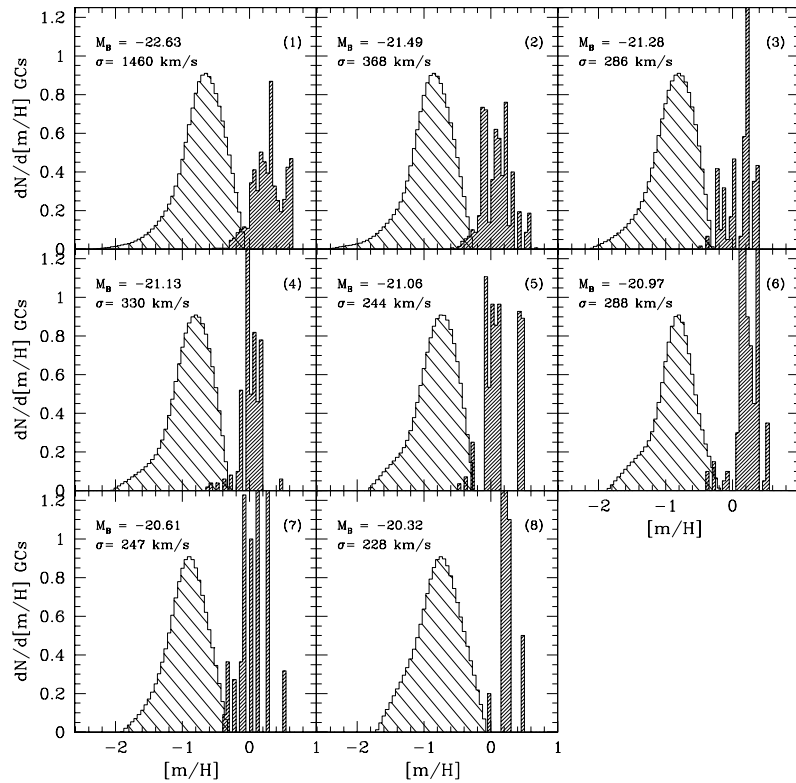 1.2
1
0.8
0.6
0.4
0.2
0
dN/d[m/H] GCs
M_B = -22.63 (1)
σ= 1460 km/s
M_B = -21.49 (2)
σ= 368 km/s
M_B = -21.28 (3)
σ= 286 km/s
1.2
1
0.8
0.6
0.4
0.2
0
dN/d[m/H] GCs
M_B = -21.13 (4)
σ= 330 km/s
M_B = -21.06 (5)
σ= 244 km/s
M_B = -20.97 (6)
σ= 288 km/s
-2 -1 0
[m/H]
1.2
1
0.8
0.6
0.4
0.2
0
dN/d[m/H] GCs
M_B = -20.61 (7)
σ= 247 km/s
M_B = -20.32 (8)
σ= 228 km/s
-2 -1 0 1
-2 -1 0 1
[m/H]
[m/H]